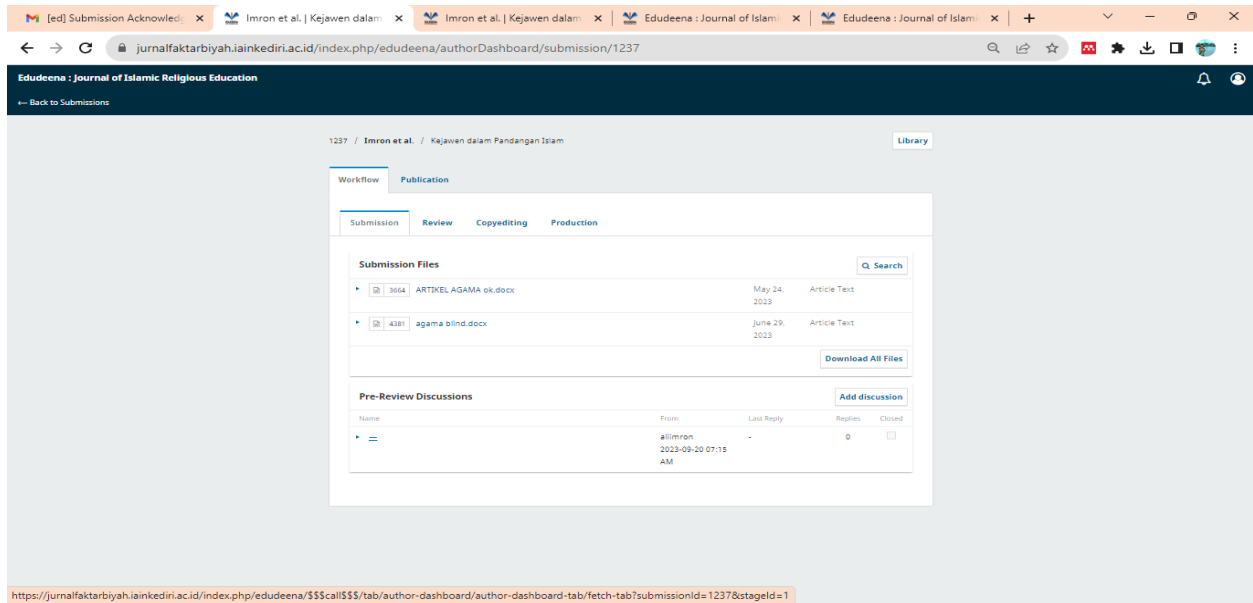 [ed] Submission Acknowledg
Imron et al. | Kejawen dalam
Imron et al. | Kejawen dalam
Edudeena : Journal of Islami
Edudeena : Journal of Islami
jurnalfaktarbiyah.iainkediri.ac.id/index.php/edudeena/authorDashboard/submission/1237
Edudeena : Journal of Islamic Religious Education
← Back to Submissions
1237 / Imron et al. / Kejawen dalam Pandangan Islam
Library
Workflow Publication
Submission Review Copyediting Production
Submission Files
Search
3664 ARTIKEL AGAMA ok.docx May 24, 2023 Article Text
4381 agama blind.docx June 29, 2023 Article Text
Download All Files
Pre-Review Discussions
Add discussion
Name From Last Reply Replies Closed
— aliimron - 0
2023-09-20 07:15
AM
https://jurnalfaktarbiyah.iainkediri.ac.id/index.php/edudeena/$$$call$$$/tab/author-dashboard/author-dashboard-tab/fetch-tab?submissionId=1237&stageId=1